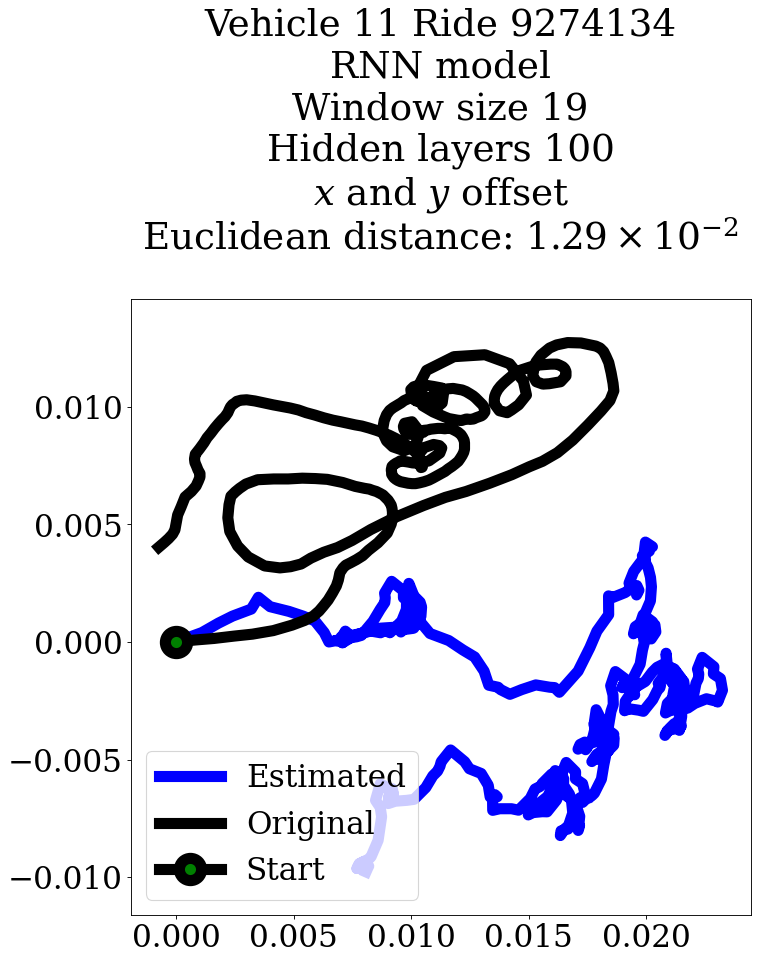 Vehicle 11 Ride 9274134
RNN model
Window size 19
Hidden layers 100
x and y offset
Euclidean distance: 1.29 × 10⁻²
0.010
0.005
0.000
−0.005
−0.010
Estimated
Original
Start
0.000 0.005 0.010 0.015 0.020